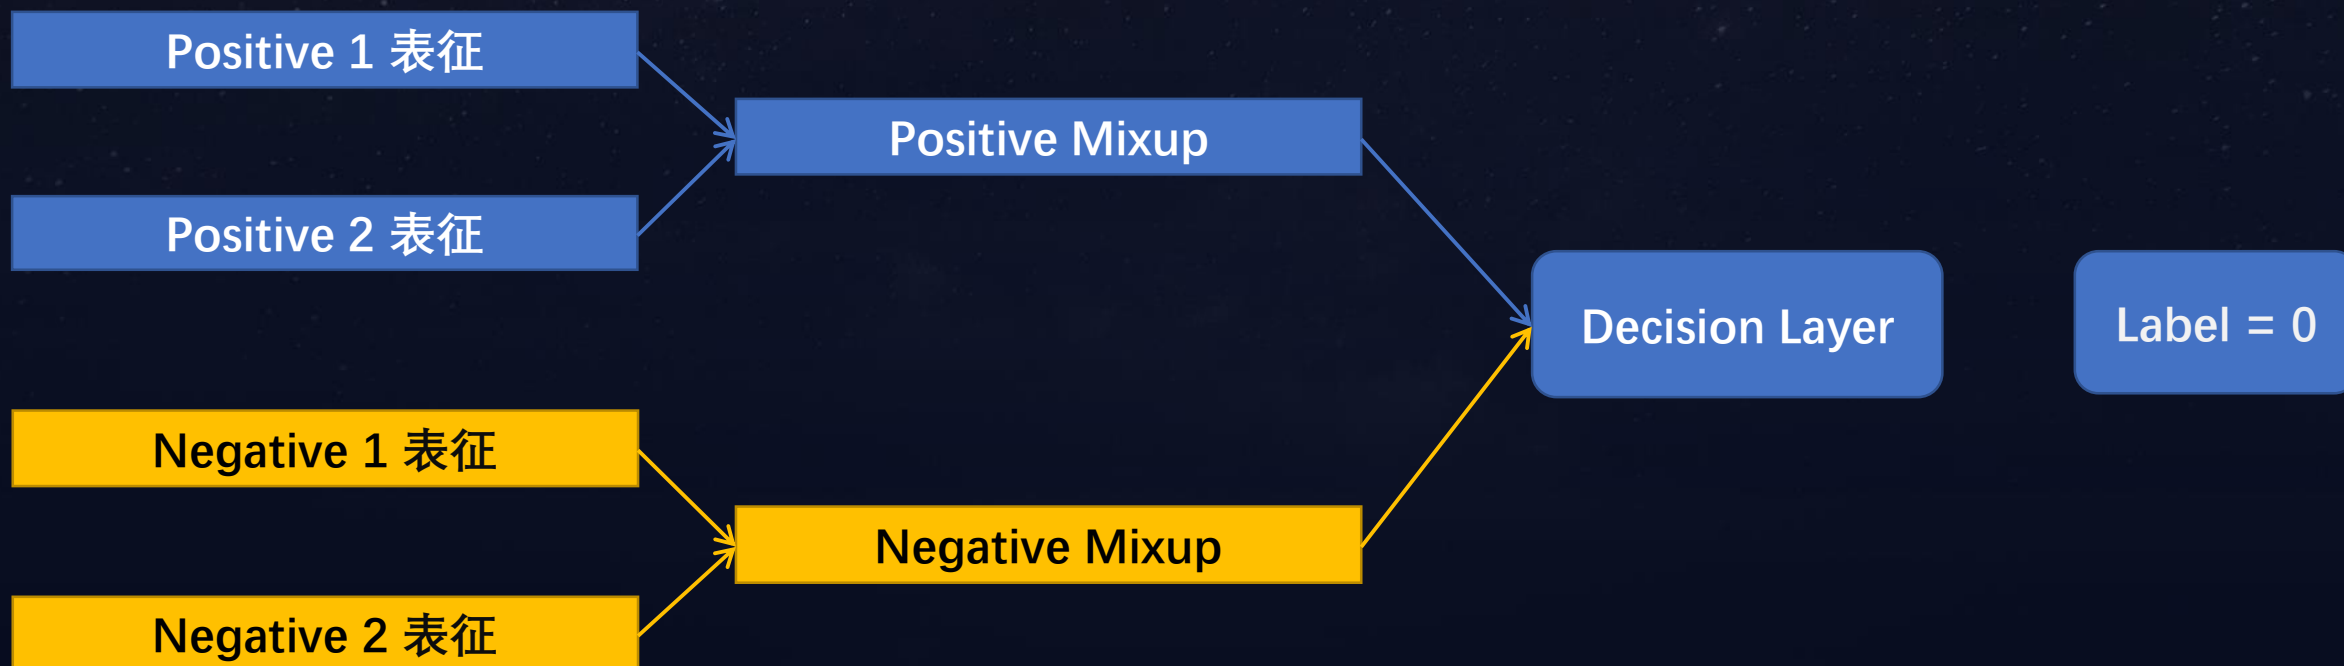 Positive 1 表征
Positive Mixup
Positive 2 表征
Decision Layer
Label = 0
Negative 1 表征
Negative Mixup
Negative 2 表征